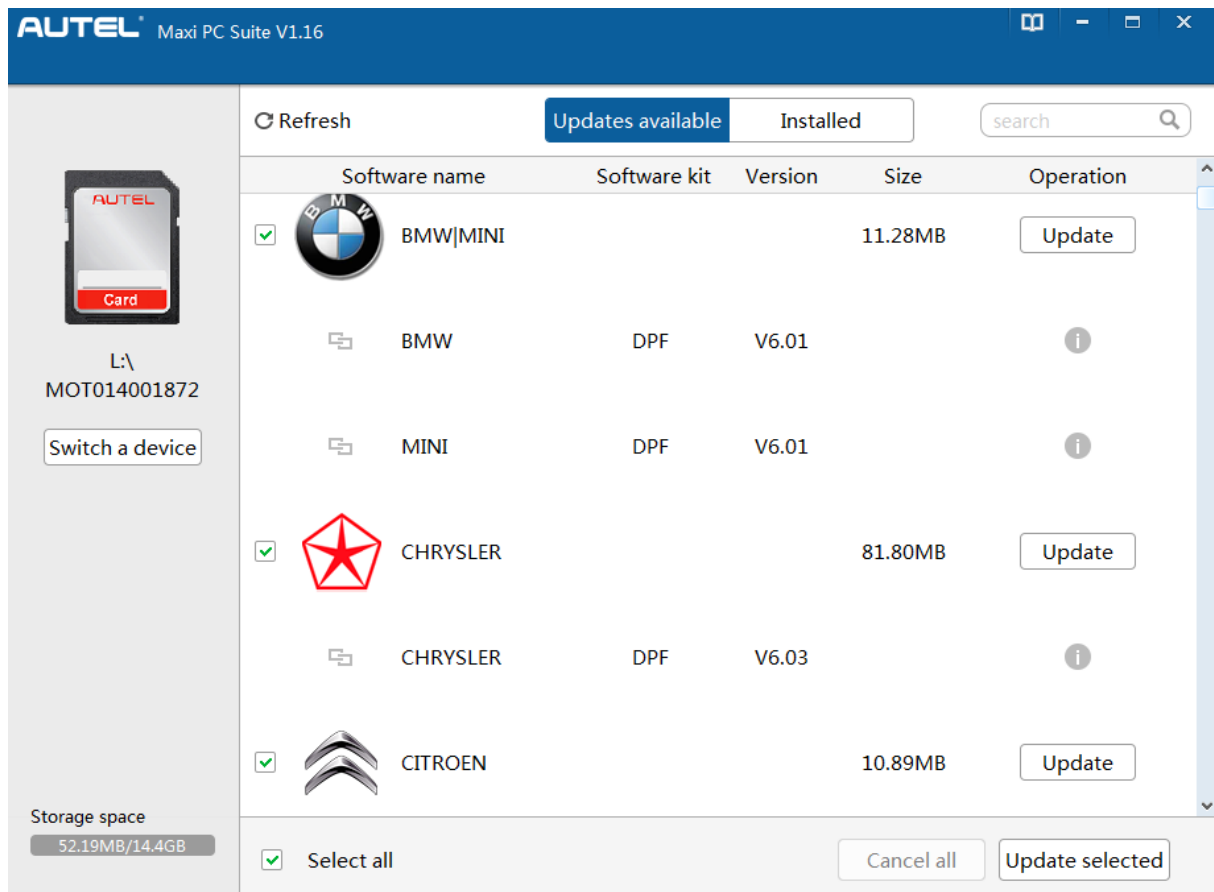 AUTEL Maxi PC Suite V1.16
Refresh Updates available Installed search
Software name Software kit Version Size Operation
AUTEL
Card
L:\
MOT014001872
Switch a device
BMW
BMW|MINI 11.28MB Update
BMW DPF V6.01 i
MINI DPF V6.01 i
CHRYSLER 81.80MB Update
CHRYSLER DPF V6.03 i
CITROEN 10.89MB Update
Storage space
52.19MB/14.4GB
Select all Cancel all Update selected